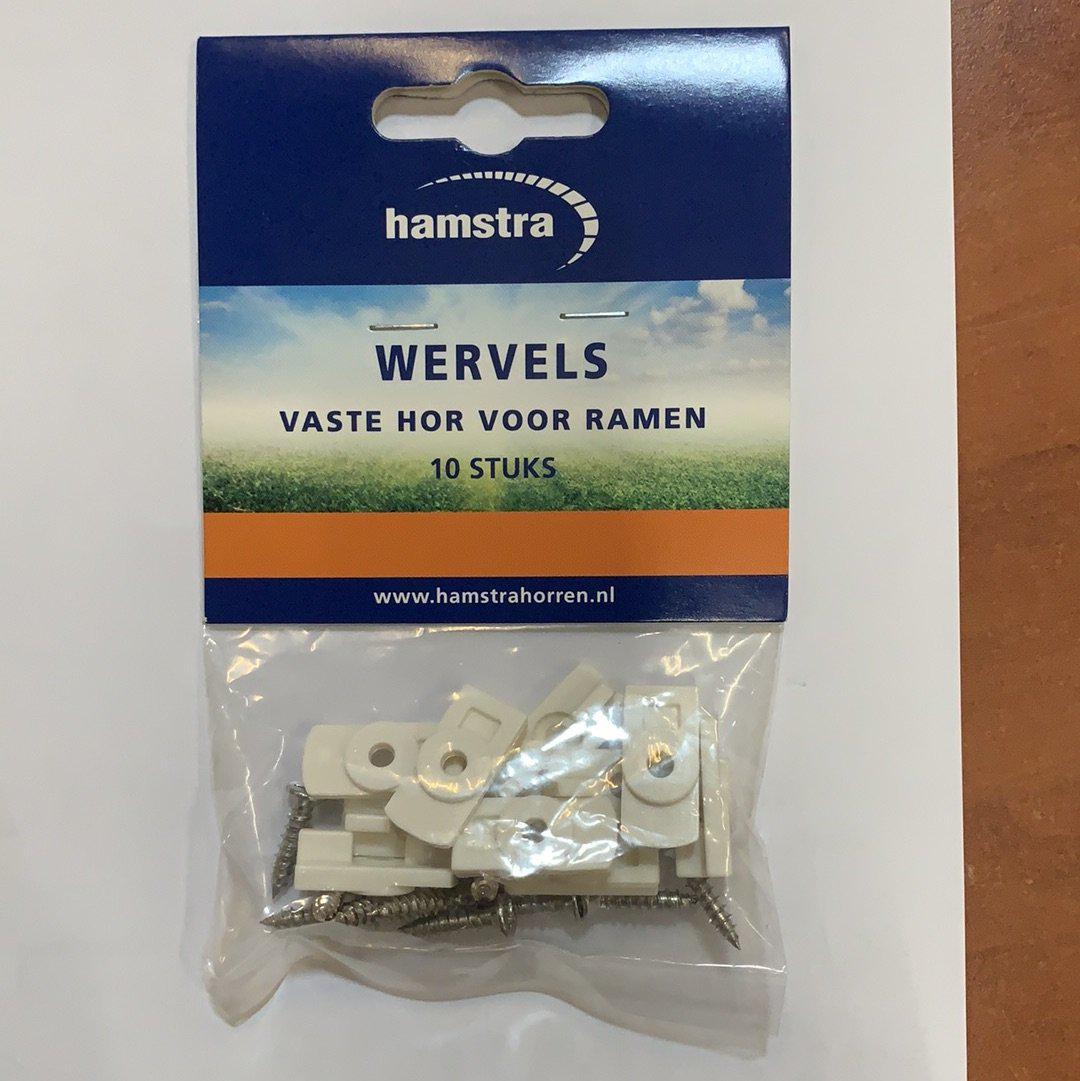 hamstra
WERVELS
VASTE HOR VOOR RAMEN
10 STUKS
www.hamstrahorren.nl